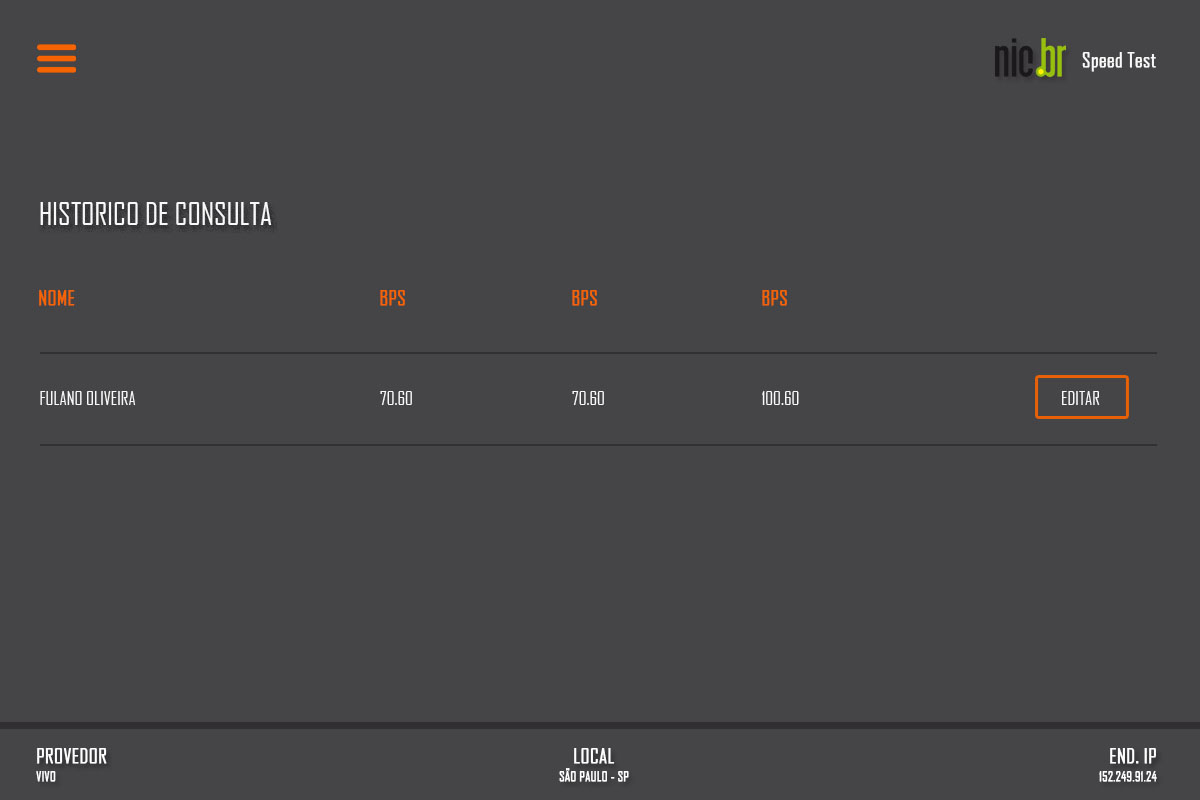 nic.br Speed Test
HISTORICO DE CONSULTA
NOME BPS BPS BPS
FULANO OLIVEIRA 70.60 70.60 100.60 EDITAR
PROVEDOR LOCAL END. IP
VIVO SÃO PAULO - SP 152.249.91.24